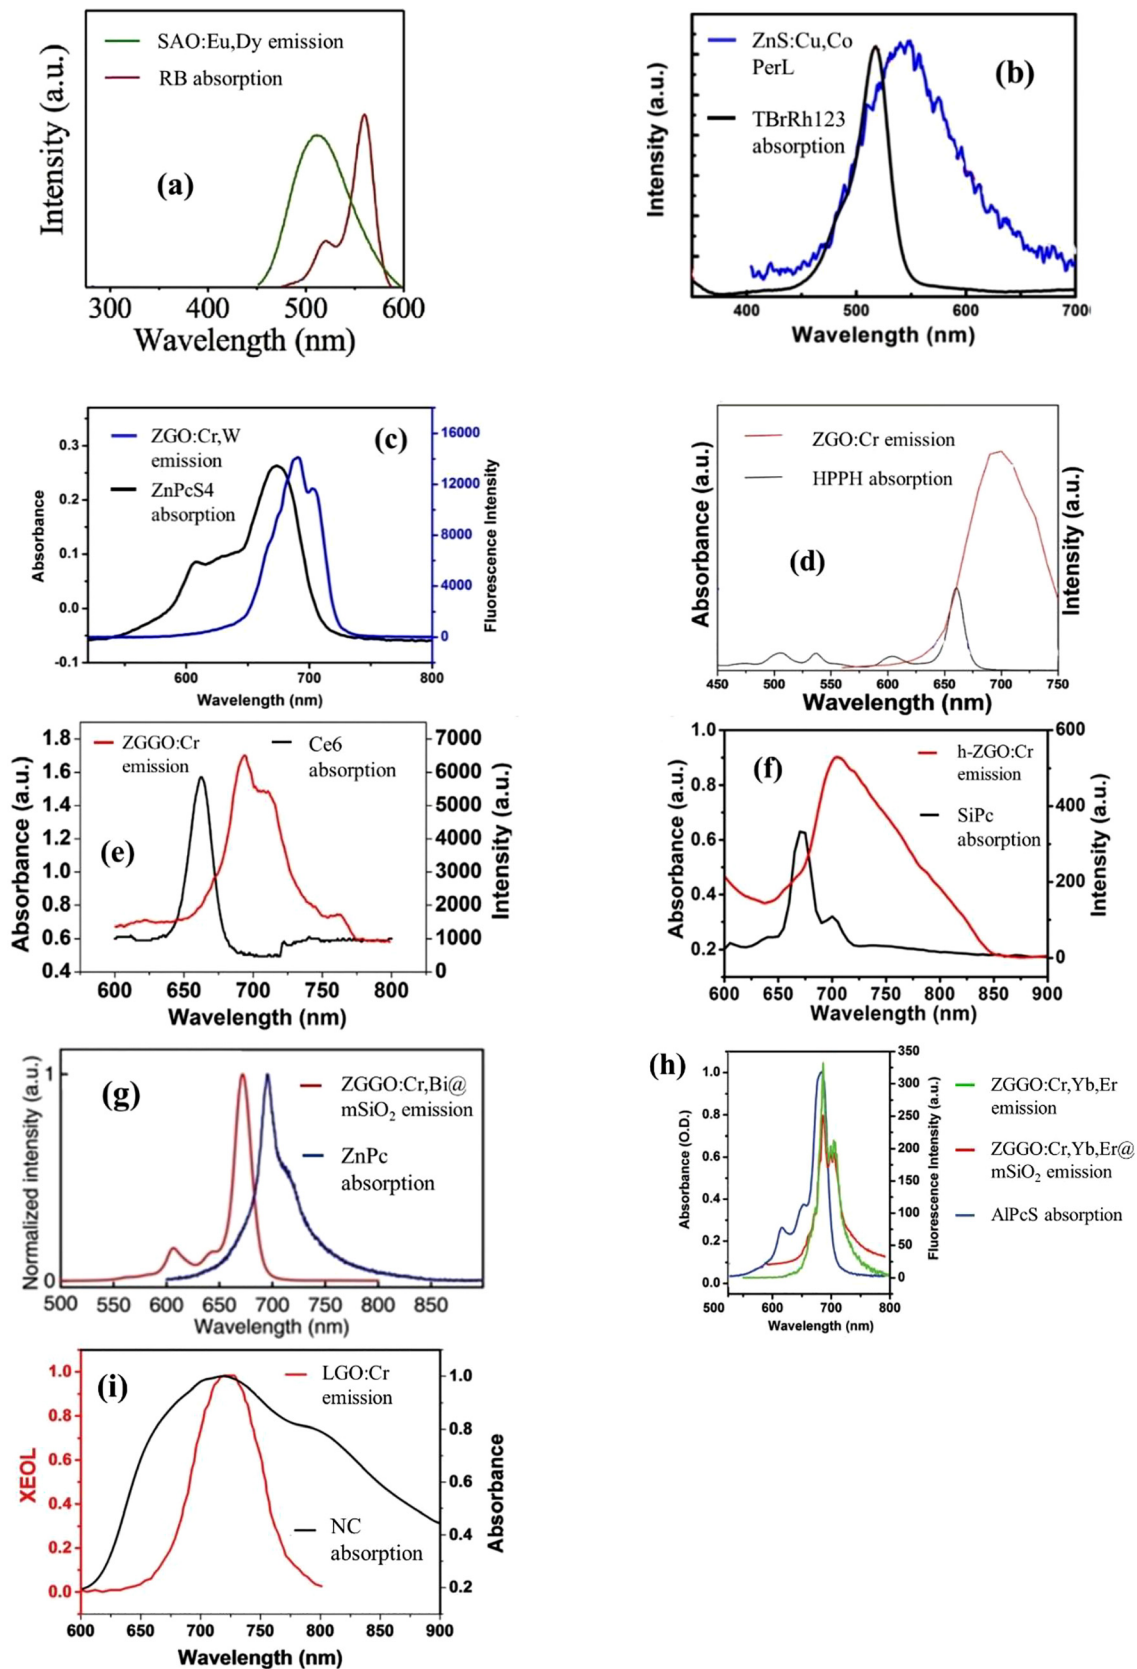 SAO:Eu,Dy emission
RB absorption
(a)
Intensity (a.u.)
300 400 500 600
Wavelength (nm)
ZnS:Cu,Co
PerL
TBrRh123
absorption
(b)
Intensity (a.u.)
400 500 600 700
Wavelength (nm)
ZGO:Cr,W
emission
ZnPcS4
absorption
(c)
Absorbance
0.3
0.2
0.1
0.0
-0.1
16000
12000
8000
4000
0
Fluorescence Intensity
600 700 800
Wavelength (nm)
ZGO:Cr emission
HPPH absorption
(d)
Absorbance (a.u.)
Intensity (a.u.)
450 500 550 600 650 700 750
Wavelength (nm)
ZGGO:Cr
emission
Ce6
absorption
(e)
Absorbance (a.u.)
1.8
1.6
1.4
1.2
1.0
0.8
0.6
0.4
7000
6000
5000
4000
3000
2000
1000
0
Intensity (a.u.)
600 650 700 750 800
Wavelength (nm)
(f)
h-ZGO:Cr
emission
SiPc
absorption
Absorbance (a.u.)
1.0
0.8
0.6
0.4
0.2
600
400
200
0
Intensity (a.u.)
600 650 700 750 800 850 900
Wavelength (nm)
(g)
ZGGO:Cr,Bi@
mSiO2 emission
ZnPc
absorption
Normalized intensity (a.u.)
1
0
500 550 600 650 700 750 800 850
Wavelength (nm)
(h)
ZGGO:Cr,Yb,Er
emission
ZGGO:Cr,Yb,Er@
mSiO2 emission
AlPcS absorption
Absorbance (O.D.)
1.0
0.8
0.6
0.4
0.2
0.0
350
300
250
200
150
100
50
0
Fluorescence Intensity (a.u.)
500 600 700 800
Wavelength (nm)
(i)
LGO:Cr
emission
NC
absorption
XEOL
1.0
0.8
0.6
0.4
0.2
0.0
1.0
0.8
0.6
0.4
0.2
Absorbance
600 650 700 750 800 850 900
Wavelength (nm)